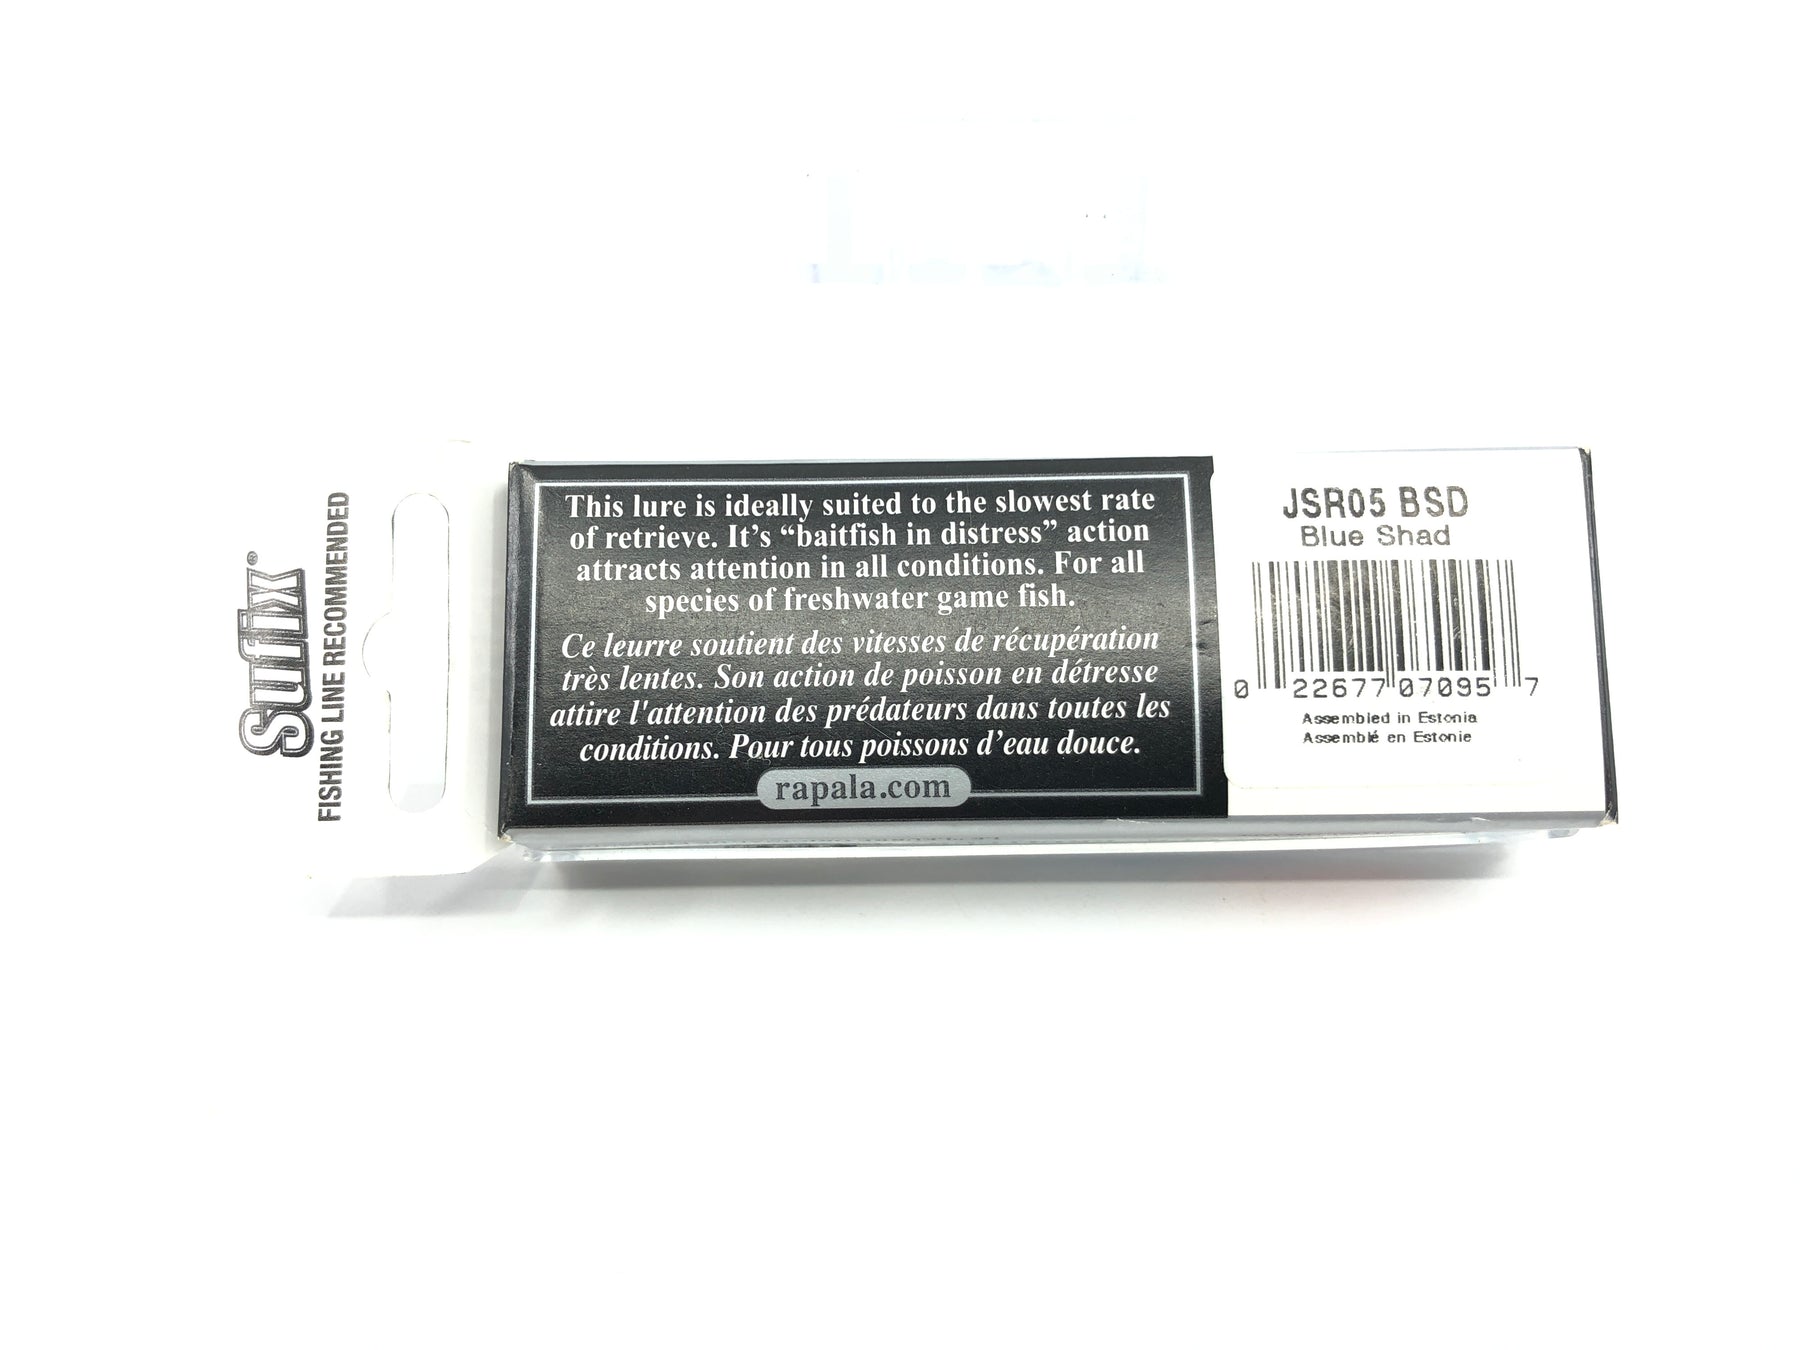 Sufix®
FISHING LINE RECOMMENDED
This lure is ideally suited to the slowest rate
of retrieve. It's “baitfish in distress” action
attracts attention in all conditions. For all
species of freshwater game fish.
Ce leurre soutient des vitesses de récupération
très lentes. Son action de poisson en détresse
attire l'attention des prédateurs dans toutes les
conditions. Pour tous poissons d’eau douce.
rapala.com
JSR05 BSD
Blue Shad
0 22677 07095 7
Assembled in Estonia
Assemblé en Estonie